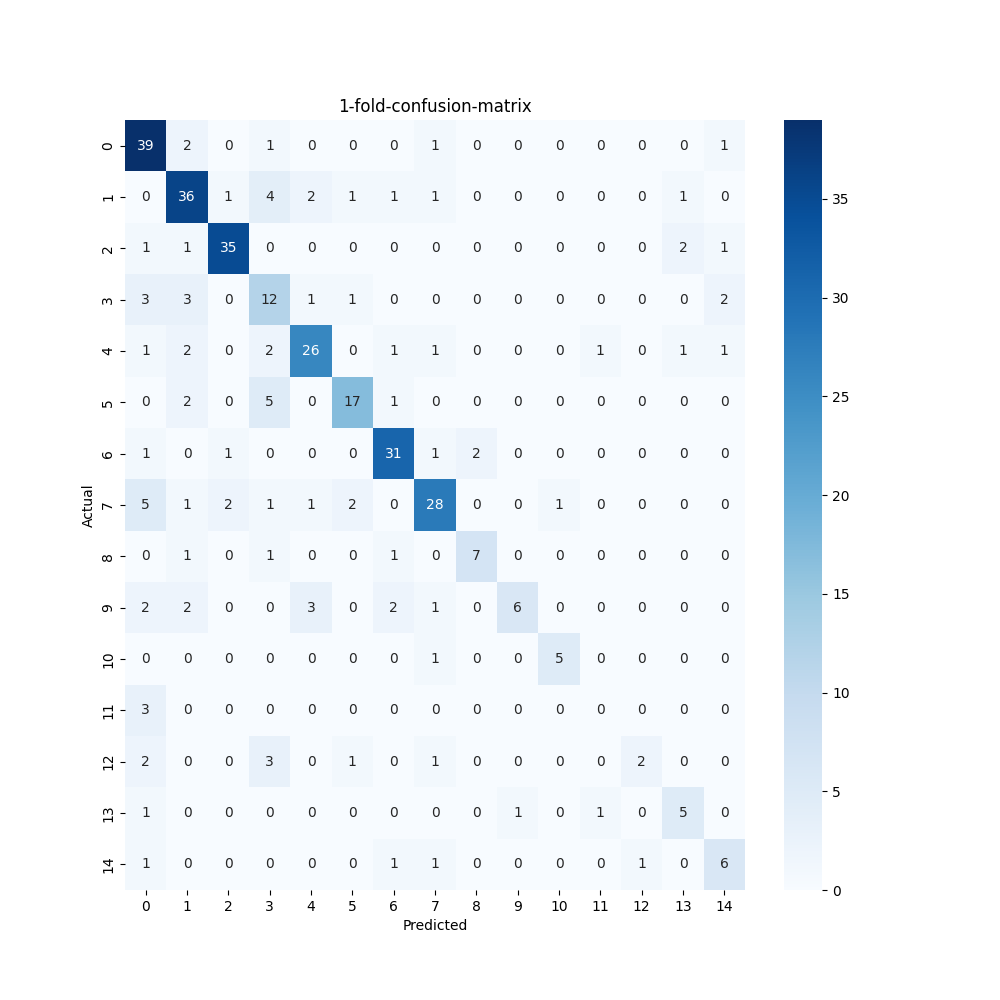 1-fold-confusion-matrix
0 39 2 0 1 0 0 0 1 0 0 0 0 0 0 1
1 0 36 1 4 2 1 1 1 0 0 0 0 0 1 0
2 1 1 35 0 0 0 0 0 0 0 0 0 0 2 1
3 3 3 0 12 1 1 0 0 0 0 0 0 0 0 2
4 1 2 0 2 26 0 1 1 0 0 0 1 0 1 1
5 0 2 0 5 0 17 1 0 0 0 0 0 0 0 0
6 1 0 1 0 0 0 31 1 2 0 0 0 0 0 0
7 5 1 2 1 1 2 0 28 0 0 1 0 0 0 0
8 0 1 0 1 0 0 1 0 7 0 0 0 0 0 0
9 2 2 0 0 3 0 2 1 0 6 0 0 0 0 0
10 0 0 0 0 0 0 0 1 0 0 5 0 0 0 0
11 3 0 0 0 0 0 0 0 0 0 0 0 0 0 0
12 2 0 0 3 0 1 0 1 0 0 0 0 2 0 0
13 1 0 0 0 0 0 0 0 0 1 0 1 0 5 0
14 1 0 0 0 0 0 1 1 0 0 0 0 1 0 6
0 1 2 3 4 5 6 7 8 9 10 11 12 13 14
Predicted
Actual
35
30
25
20
15
10
5
0